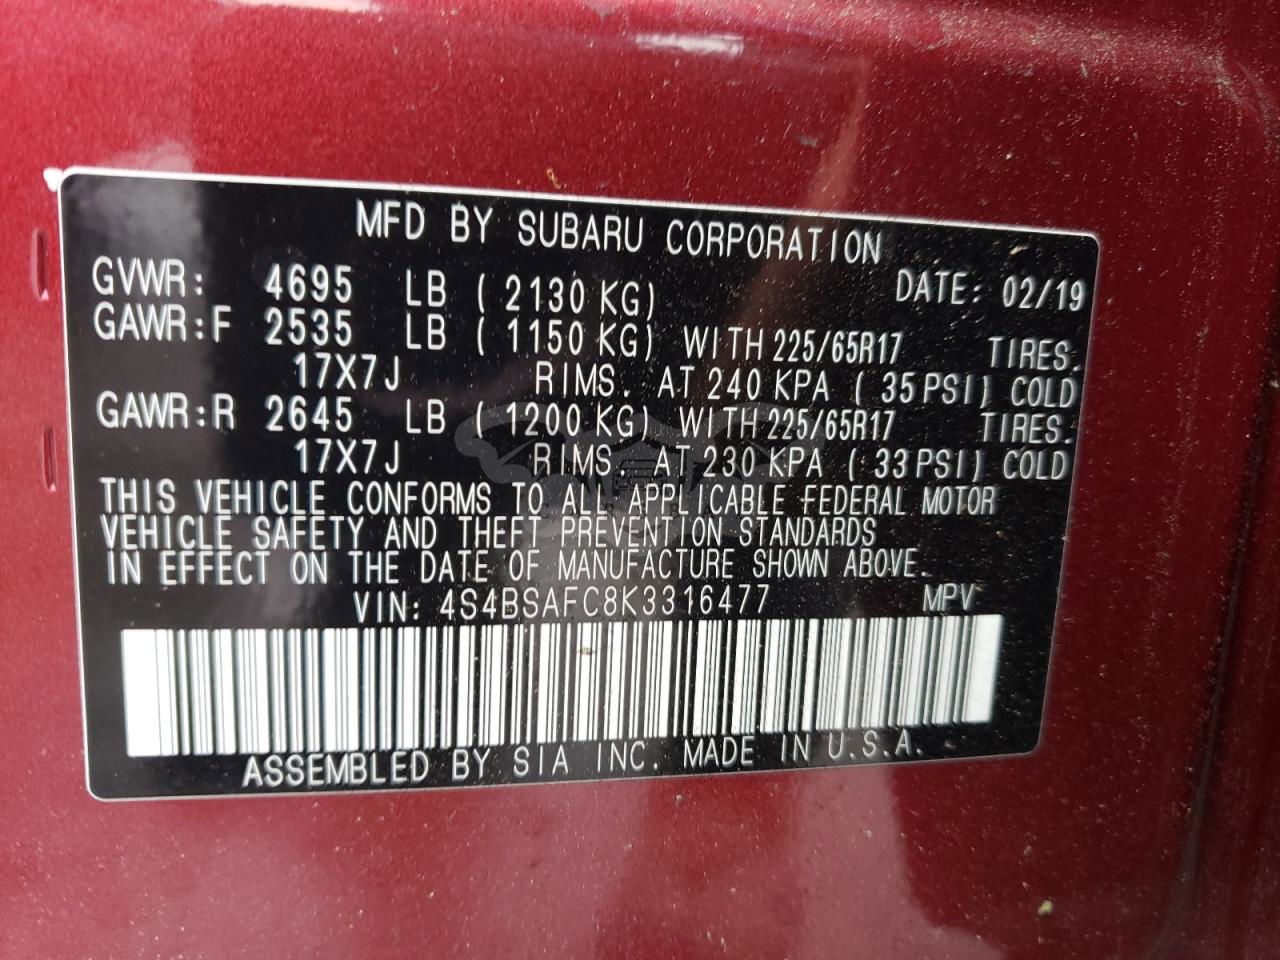 MFD BY SUBARU CORPORATION
GVWR: 4695 LB ( 2130 KG) DATE: 02/19
GAWR:F 2535 LB ( 1150 KG) WITH 225/65R17 TIRES.
17X7J RIMS. AT 240 KPA ( 35 PSI) COLD
GAWR:R 2645 LB ( 1200 KG) WITH 225/65R17 TIRES.
17X7J RIMS. AT 230 KPA ( 33 PSI) COLD
THIS VEHICLE CONFORMS TO ALL APPLICABLE FEDERAL MOTOR
VEHICLE SAFETY AND THEFT PREVENTION STANDARDS
IN EFFECT ON THE DATE OF MANUFACTURE SHOWN ABOVE.
VIN: 4S4BSAFC8K3316477 MPV
ASSEMBLED BY SIA INC. MADE IN U.S.A.